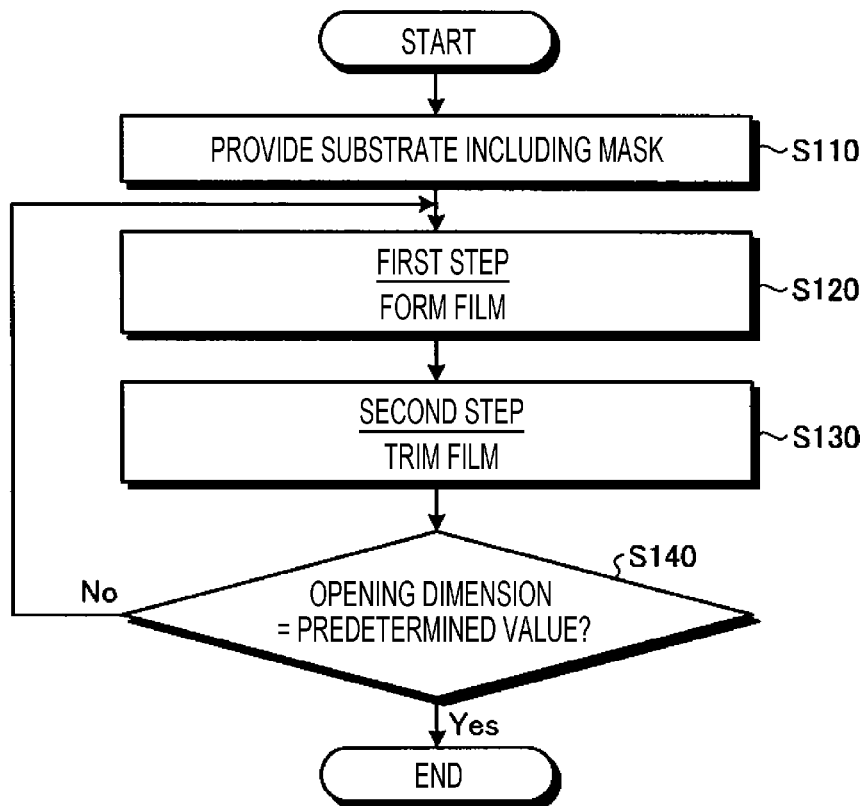 START
PROVIDE SUBSTRATE INCLUDING MASK
S110
FIRST STEP
FORM FILM
S120
SECOND STEP
TRIM FILM
S130
S140
OPENING DIMENSION
= PREDETERMINED VALUE?
No
Yes
END